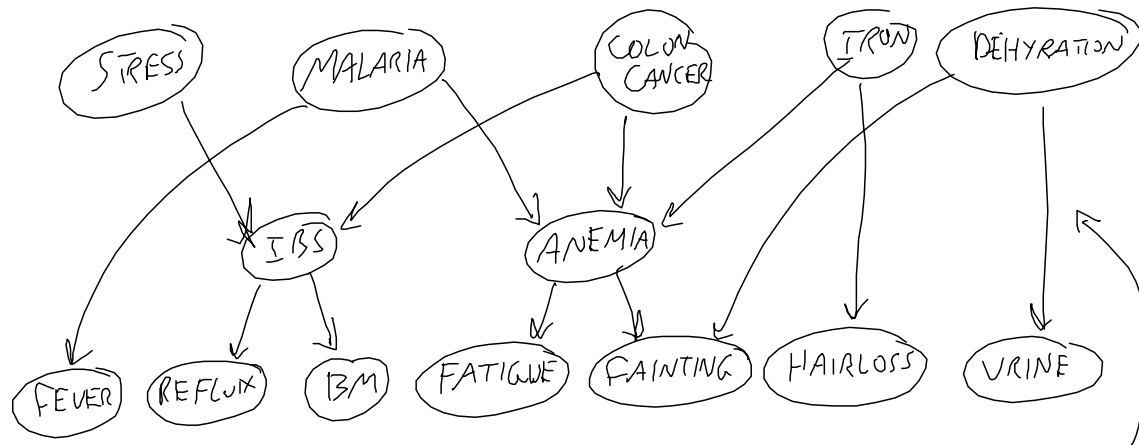 STRESS
MALARIA
COLON
CANCER
IRON
DEHYRATION
IBS
ANEMIA
FEVER
REFLUX
BM
FATIGUE
FAINTING
HAIRLOSS
URINE